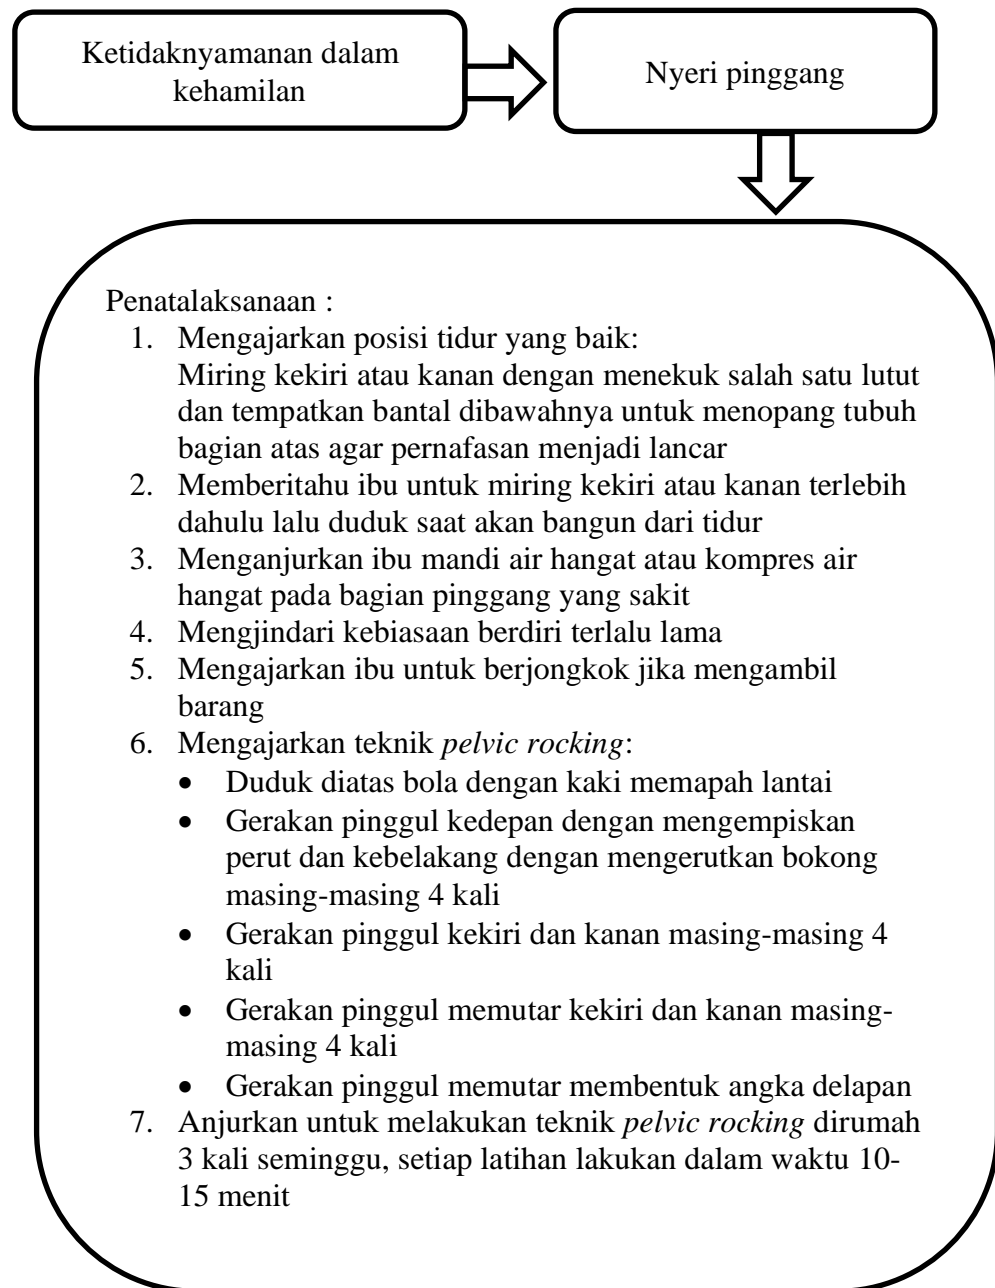 Ketidaknyamanan dalam
kehamilan
Nyeri pinggang
Penatalaksanaan :
1. Mengajarkan posisi tidur yang baik:
Miring kekiri atau kanan dengan menekuk salah satu lutut
dan tempatkan bantal dibawahnya untuk menopang tubuh
bagian atas agar pernafasan menjadi lancar
2. Memberitahu ibu untuk miring kekiri atau kanan terlebih
dahulu lalu duduk saat akan bangun dari tidur
3. Menganjurkan ibu mandi air hangat atau kompres air
hangat pada bagian pinggang yang sakit
4. Mengjindari kebiasaan berdiri terlalu lama
5. Mengajarkan ibu untuk berjongkok jika mengambil
barang
6. Mengajarkan teknik pelvic rocking:
• Duduk diatas bola dengan kaki memapah lantai
• Gerakan pinggul kedepan dengan mengempiskan
perut dan kebelakang dengan mengerutkan bokong
masing-masing 4 kali
• Gerakan pinggul kekiri dan kanan masing-masing 4
kali
• Gerakan pinggul memutar kekiri dan kanan masing-
masing 4 kali
• Gerakan pinggul memutar membentuk angka delapan
7. Anjurkan untuk melakukan teknik pelvic rocking dirumah
3 kali seminggu, setiap latihan lakukan dalam waktu 10-
15 menit